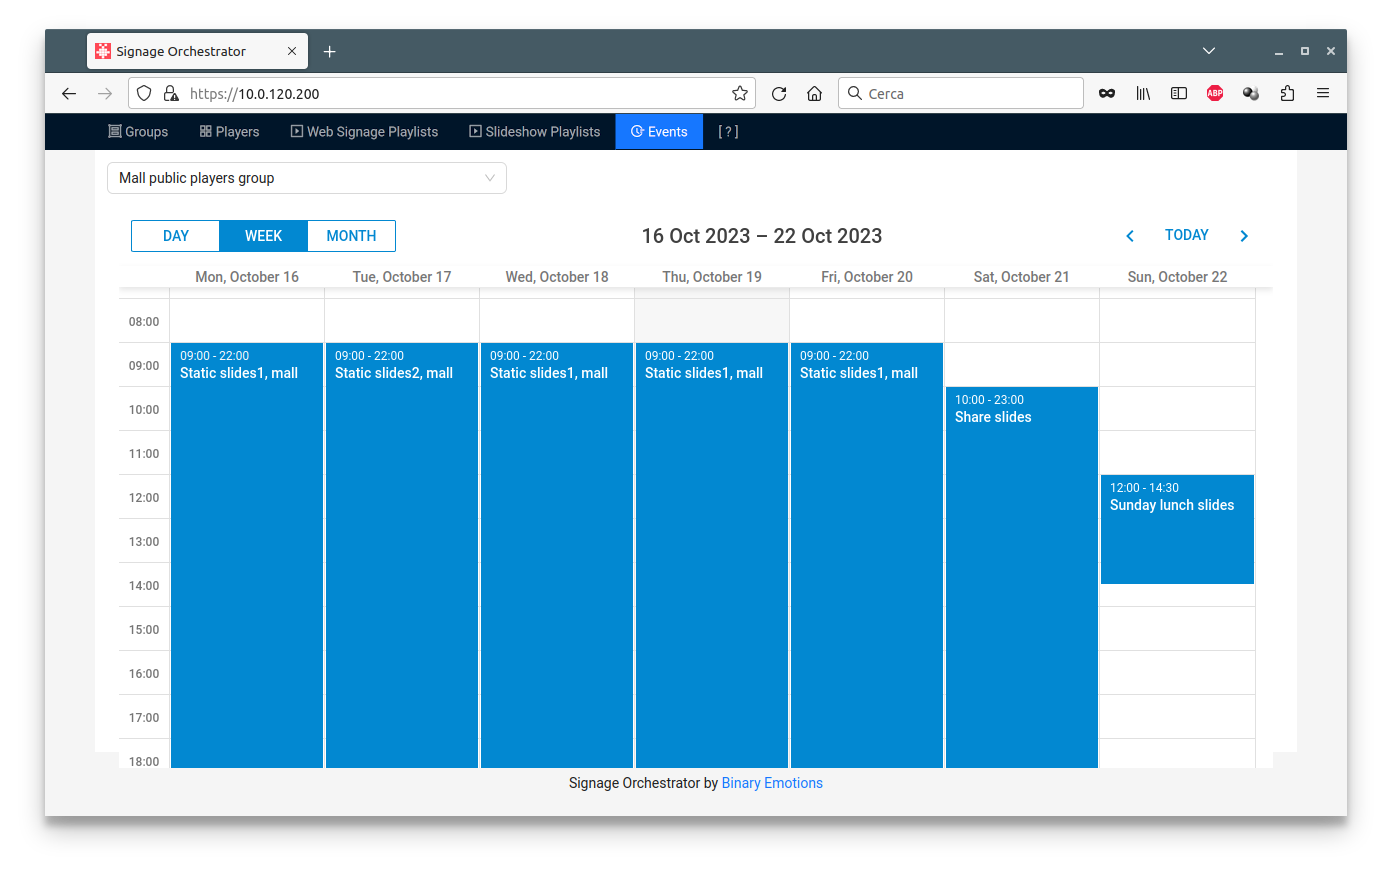 Signage Orchestrator
https://10.0.120.200
Cerca
ABP
Groups
Players
Web Signage Playlists
Slideshow Playlists
Events
[ ? ]
Mall public players group
DAY
WEEK
MONTH
16 Oct 2023 – 22 Oct 2023
TODAY
Mon, October 16
Tue, October 17
Wed, October 18
Thu, October 19
Fri, October 20
Sat, October 21
Sun, October 22
08:00
09:00
10:00
11:00
12:00
13:00
14:00
15:00
16:00
17:00
18:00
09:00 - 22:00
Static slides1, mall
09:00 - 22:00
Static slides2, mall
09:00 - 22:00
Static slides1, mall
09:00 - 22:00
Static slides1, mall
09:00 - 22:00
Static slides1, mall
10:00 - 23:00
Share slides
12:00 - 14:30
Sunday lunch slides
Signage Orchestrator by Binary Emotions